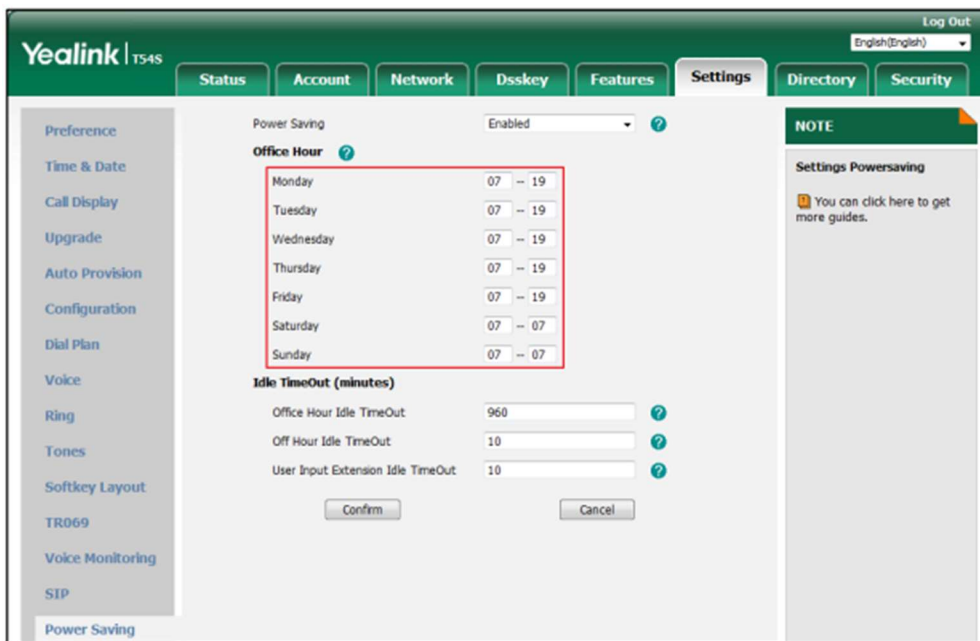 Log Out
Yealink | T54S
English(English)
Status Account Network Dsskey Features Settings Directory Security
Preference
Time & Date
Call Display
Upgrade
Auto Provision
Configuration
Dial Plan
Voice
Ring
Tones
Softkey Layout
TR069
Voice Monitoring
SIP
Power Saving
Power Saving Enabled ?
Office Hour ?
Monday 07 -- 19
Tuesday 07 -- 19
Wednesday 07 -- 19
Thursday 07 -- 19
Friday 07 -- 19
Saturday 07 -- 07
Sunday 07 -- 07
Idle TimeOut (minutes)
Office Hour Idle TimeOut 960 ?
Off Hour Idle TimeOut 10 ?
User Input Extension Idle TimeOut 10 ?
Confirm Cancel
NOTE
Settings Powersaving
You can click here to get
more guides.